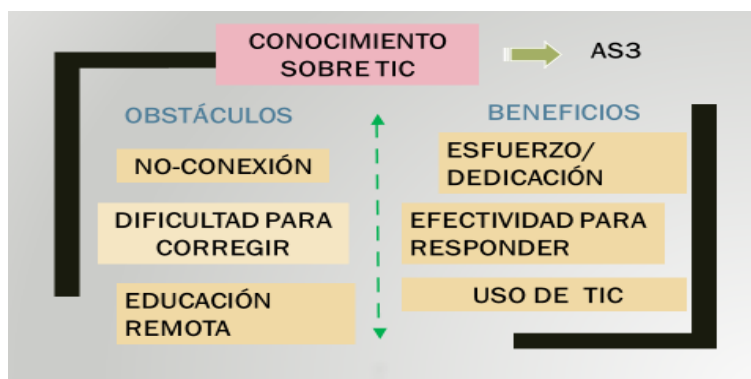 CONOCIMIENTO
SOBRE TIC
AS3
OBSTÁCULOS
NO-CONEXIÓN
DIFICULTAD PARA
CORREGIR
EDUCACIÓN
REMOTA
BENEFICIOS
ESFUERZO/
DEDICACIÓN
EFECTIVIDAD PARA
RESPONDER
USO DE TIC